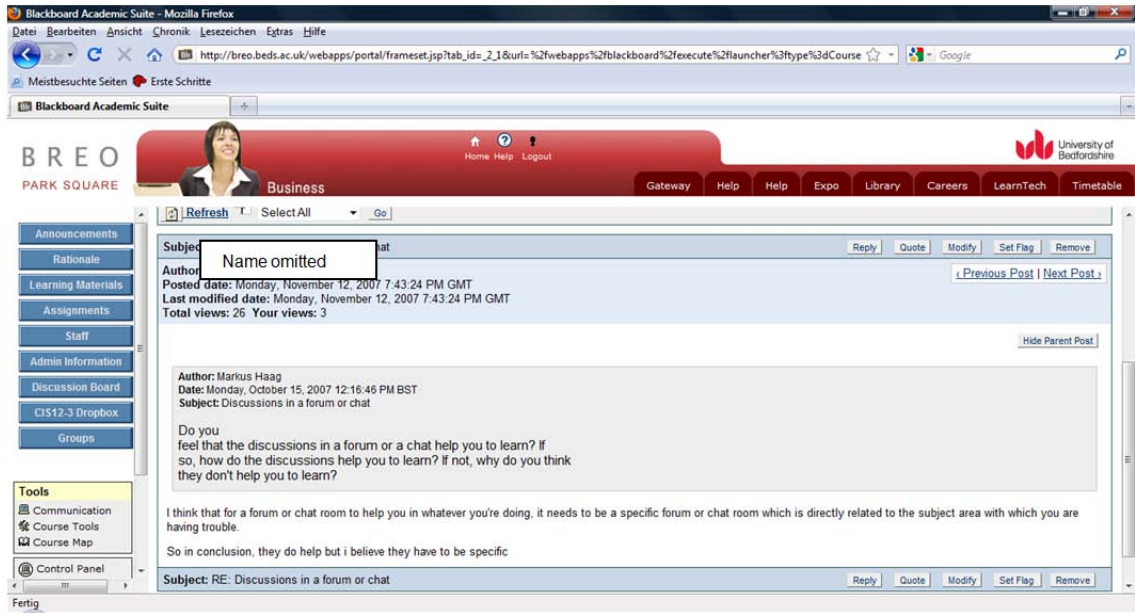 Blackboard Academic Suite - Mozilla Firefox
Datei Bearbeiten Ansicht Chronik Lesezeichen Extras Hilfe
http://breo.beds.ac.uk/webapps/portal/frameset.jsp?tab_id=_2_1&url=%2fwebapps%2fblackboard%2fexecute%2flauncher%3ftype%3dCourse
Google
Meistbesuchte Seiten Erste Schritte
Blackboard Academic Suite
BREO
PARK SQUARE
Home Help Logout
University of
Bedfordshire
Business
Gateway Help Help Expo Library Careers LearnTech Timetable
Announcements
Rationale
Learning Materials
Assignments
Staff
Admin Information
Discussion Board
CIS12-3 Dropbox
Groups
Tools
Communication
Course Tools
Course Map
Control Panel
Refresh Select All Go
Name omitted
Reply Quote Modify Set Flag Remove
Author
‹ Previous Post | Next Post ›
Posted date: Monday, November 12, 2007 7:43:24 PM GMT
Last modified date: Monday, November 12, 2007 7:43:24 PM GMT
Total views: 26 Your views: 3
Hide Parent Post
Author: Markus Haag
Date: Monday, October 15, 2007 12:16:46 PM BST
Subject: Discussions in a forum or chat
Do you
feel that the discussions in a forum or a chat help you to learn? If
so, how do the discussions help you to learn? If not, why do you think
they don't help you to learn?
I think that for a forum or chat room to help you in whatever you're doing, it needs to be a specific forum or chat room which is directly related to the subject area with which you are
having trouble.
So in conclusion, they do help but i believe they have to be specific
Subject: RE: Discussions in a forum or chat
Reply Quote Modify Set Flag Remove
Fertig